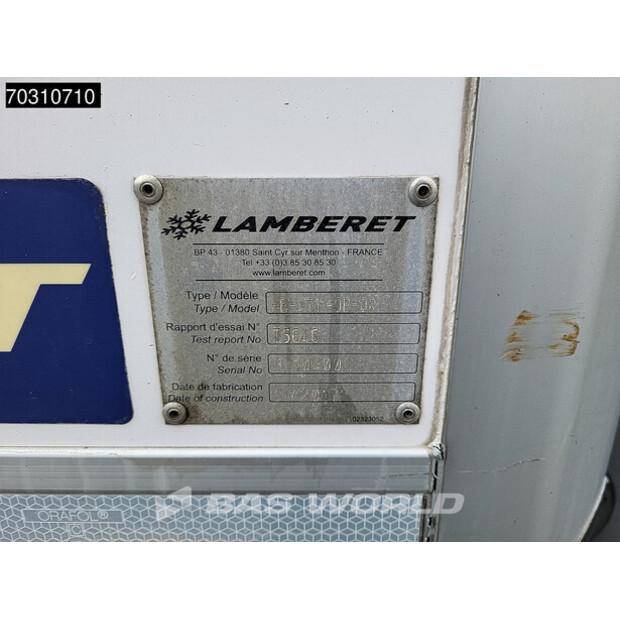 70310710
LAMBERET
BP 43 - 01380 Saint Cyr sur Menthon - FRANCE
Tel +33 (0)3 85 30 85 30
www.lamberet.com
Type / Modèle
Type / Model
Rapport d'essai N°
Test report No
N° de série
Serial No
Date de fabrication
Date of construction
02323052
T
BAS WORLD
ORAFOL®